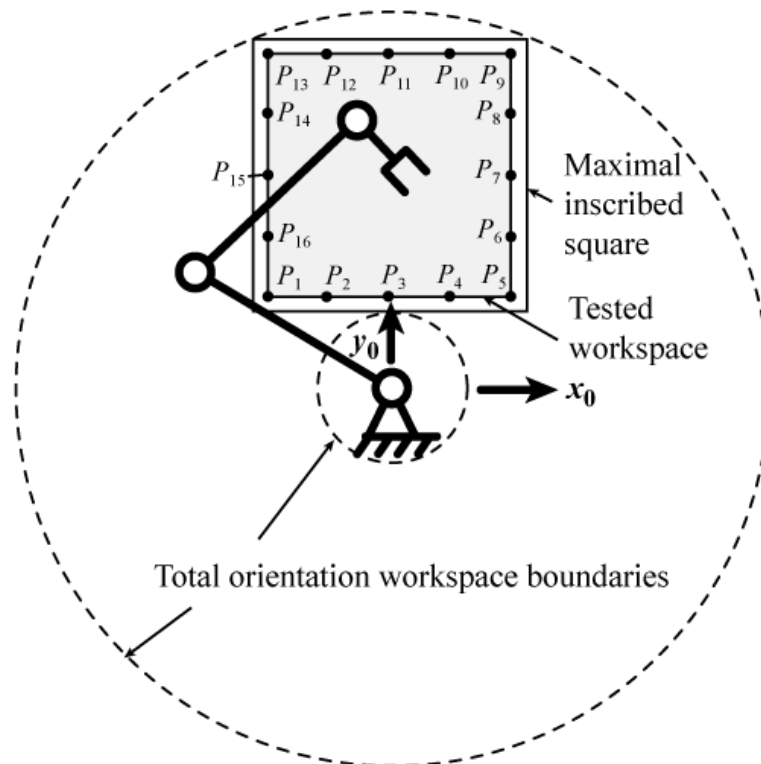 P₁₃ P₁₂ P₁₁ P₁₀ P₉
P₁₄ P₈
P₁₅ P₇
Maximal
inscribed
square
P₁₆ P₆
P₁ P₂ P₃ P₄ P₅
Tested
workspace
y₀
x₀
Total orientation workspace boundaries